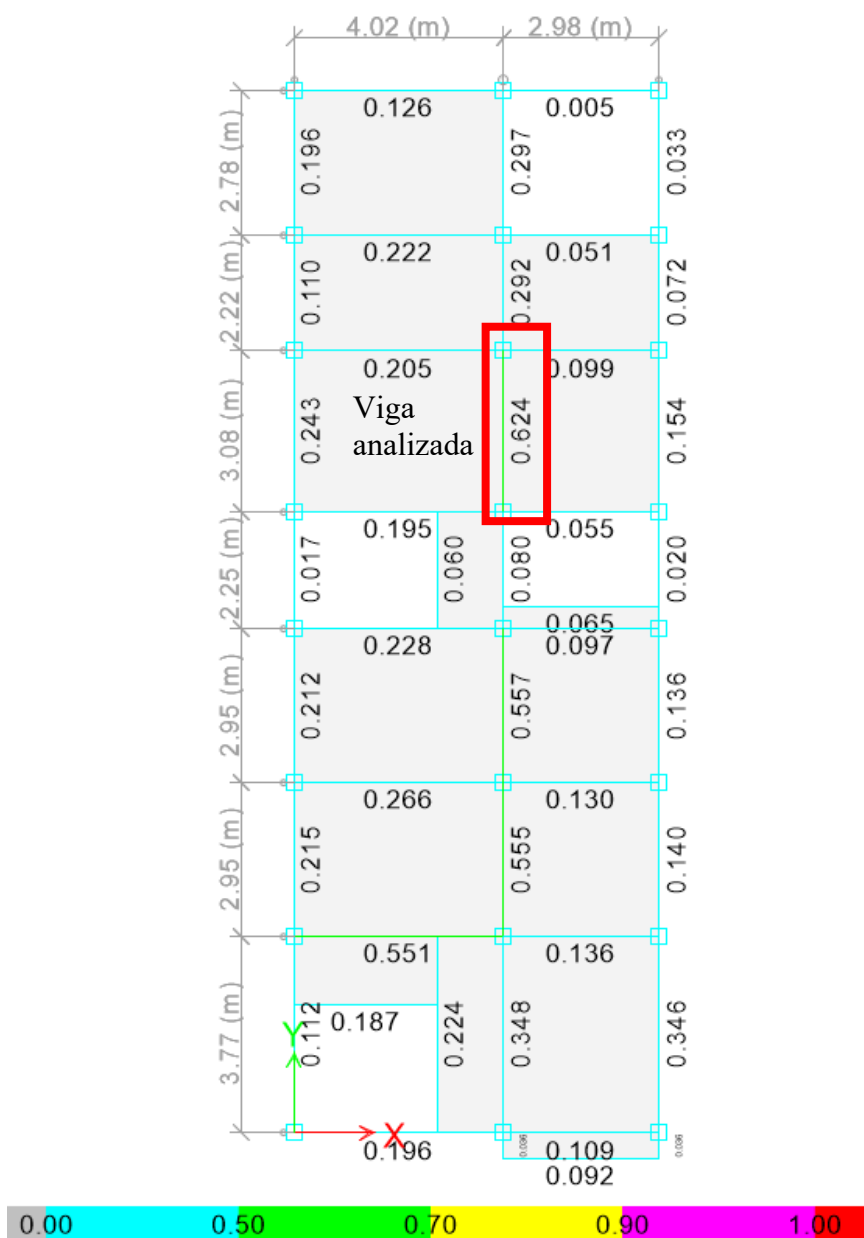 4.02 (m) 2.98 (m)
0.126 0.005
2.78 (m) 0.196 0.297 0.033
0.222 0.051
2.22 (m) 0.110 0.292 0.072
0.205 0.099
Viga
analizada
3.08 (m) 0.243 0.624 0.154
0.195 0.055
2.25 (m) 0.017 0.060 0.080 0.020
0.065
0.228 0.097
2.95 (m) 0.212 0.557 0.136
0.266 0.130
2.95 (m) 0.215 0.555 0.140
0.551 0.136
3.77 (m) 0.112 0.187 0.224 0.348 0.346
Y
X
0.196 0.036 0.109 0.036
0.092
0.00 0.50 0.70 0.90 1.00